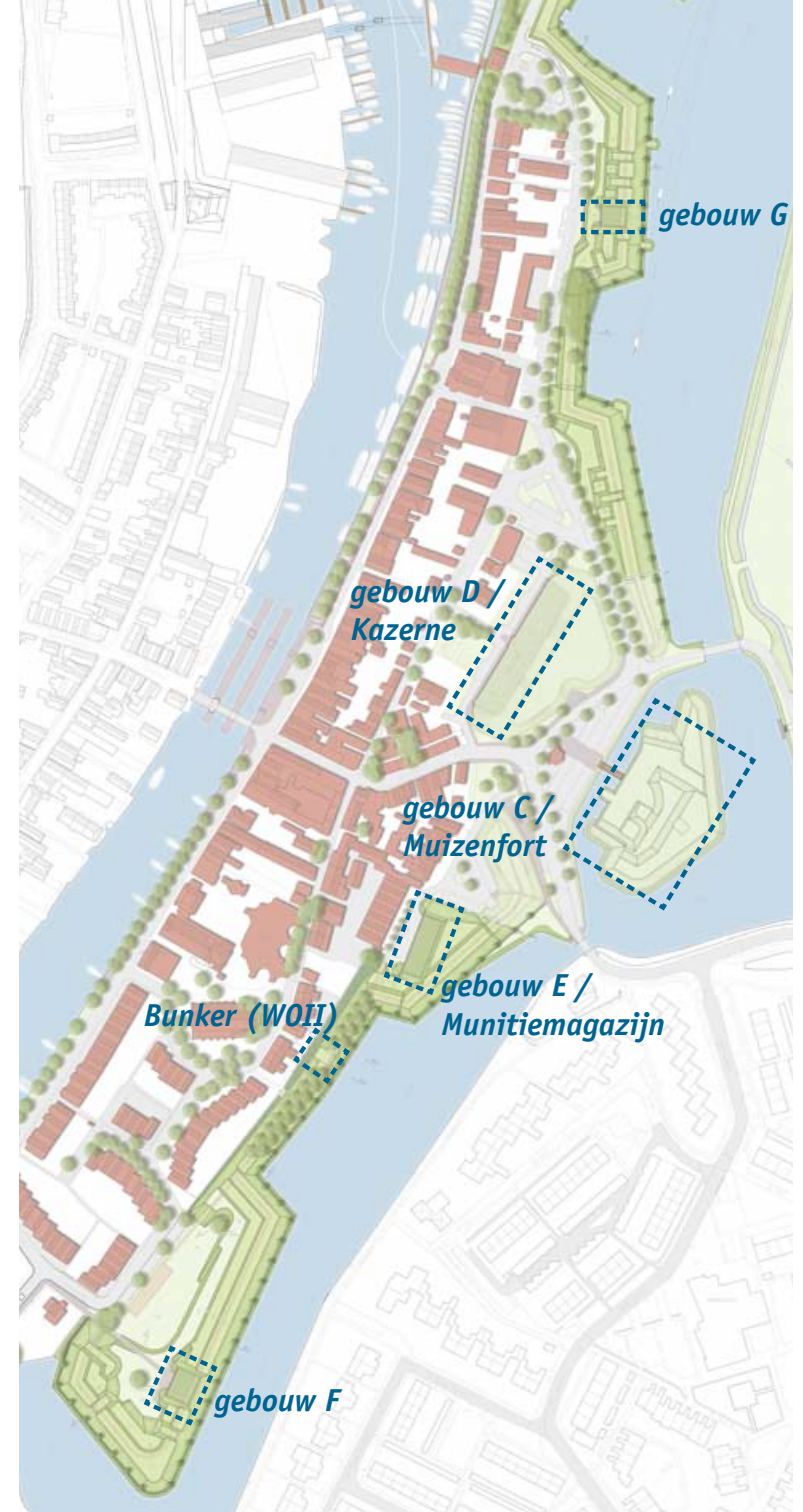 gebouw G
gebouw D /
Kazerne
gebouw C /
Muizenfort
gebouw E /
Munitiemagazijn
Bunker (WOII)
gebouw F